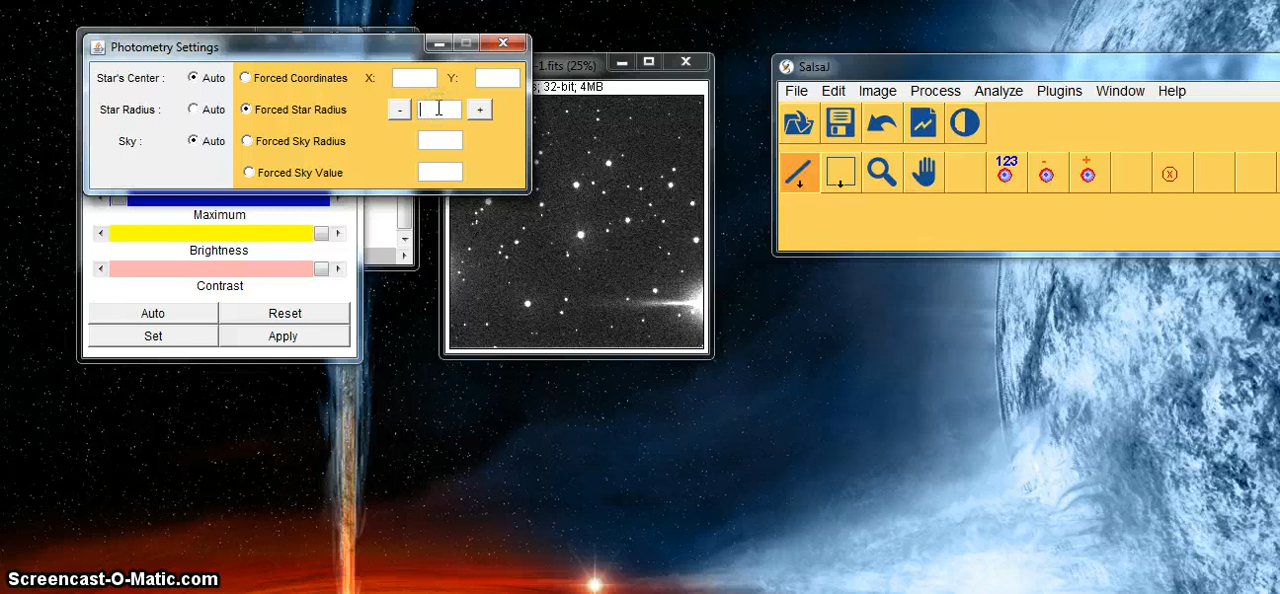 Photometry Settings
Star's Center : Auto Forced Coordinates X: Y:
Star Radius : Auto Forced Star Radius - +
Sky : Auto Forced Sky Radius
Forced Sky Value
Maximum
Brightness
Contrast
Auto Reset
Set Apply
-1.fits (25%)
s; 32-bit; 4MB
SalsaJ
File Edit Image Process Analyze Plugins Window Help
123 - +
Screencast-O-Matic.com